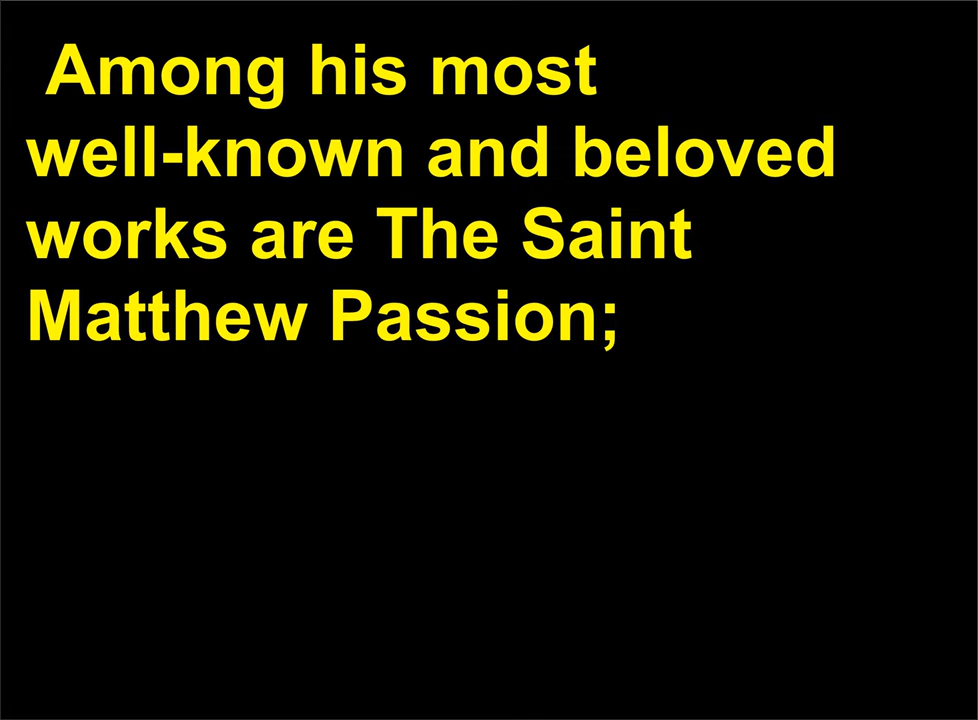 Among his most
well-known and beloved
works are The Saint
Matthew Passion;